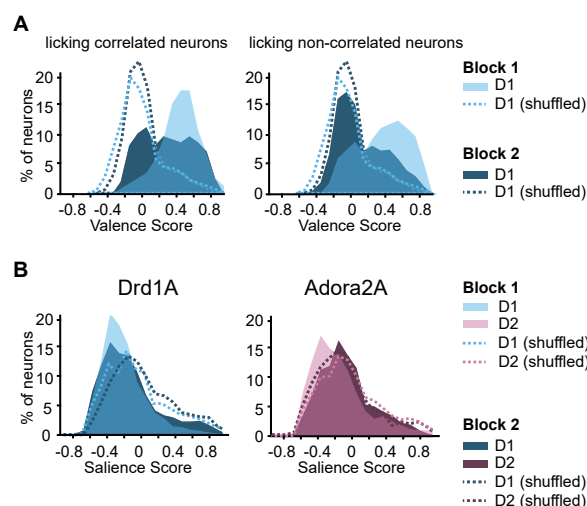 A
licking correlated neurons
licking non-correlated neurons
% of neurons
20
15
10
5
0
-0.8
-0.4
0
0.4
0.8
Valence Score
20
15
10
5
0
-0.8
-0.4
0
0.4
0.8
Valence Score
Block 1
D1
D1 (shuffled)
Block 2
D1
D1 (shuffled)
B
Drd1A
Adora2A
% of neurons
20
15
10
5
0
-0.8
-0.4
0
0.4
0.8
Salience Score
20
15
10
5
0
-0.8
-0.4
0
0.4
0.8
Salience Score
Block 1
D1
D2
D1 (shuffled)
D2 (shuffled)
Block 2
D1
D2
D1 (shuffled)
D2 (shuffled)